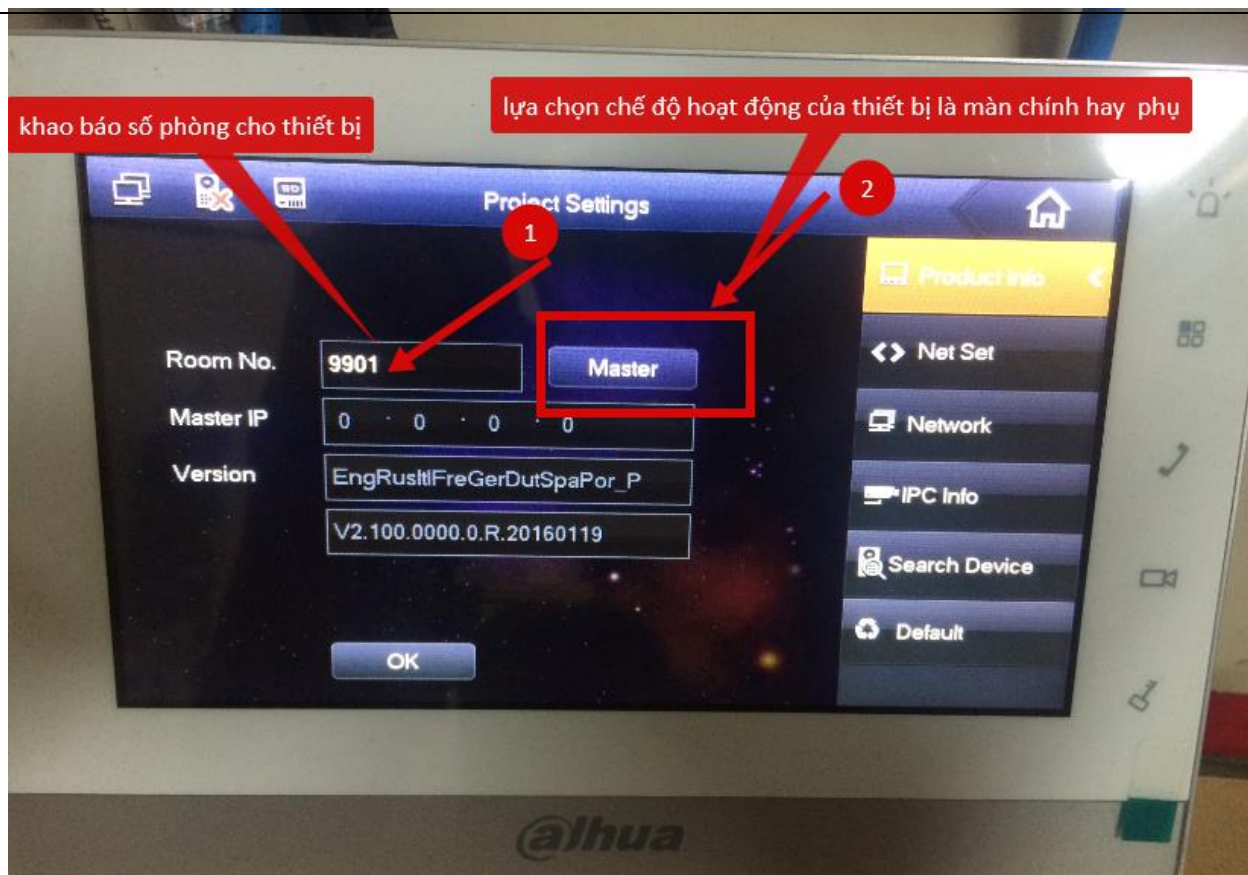 lựa chọn chế độ hoạt động của thiết bị là màn chính hay phụ
khao báo số phòng cho thiết bị
2
Project Settings
1
Product Info
Room No.
9901
Master
Net Set
Master IP
0 . 0 . 0 . 0
Network
Version
EngRusItlFreGerDutSpaPor_P
IPC Info
V2.100.0000.0.R.20160119
Search Device
Default
OK
alhua